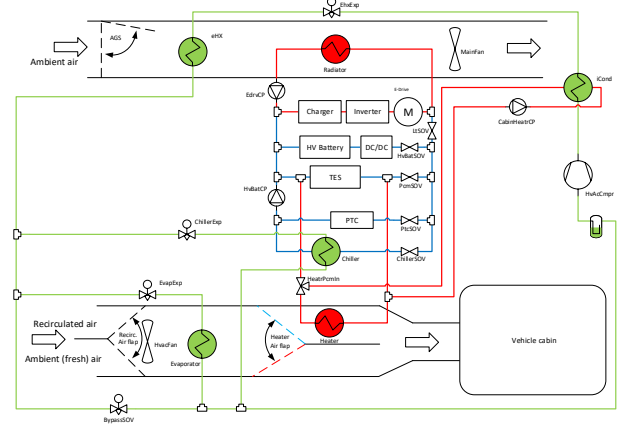 EhxExp
AGS
eHX
Ambient air
MainFan
Radiator
iCond
E-Drive
EdrvCP
Charger
Inverter
M
CabinHeatrCP
LtSOV
HV Battery
DC/DC
HvBatSOV
HvAcCmpr
TES
PcmSOV
HvBatCP
PTC
PtcSOV
ChillerExp
Chiller
ChillerSOV
HeatrPcmIn
EvapExp
Recirculated air
Recirc.
Air flap
HvacFan
Heater
Air flap
Heater
Vehicle cabin
Ambient (fresh) air
Evaporator
BypassSOV